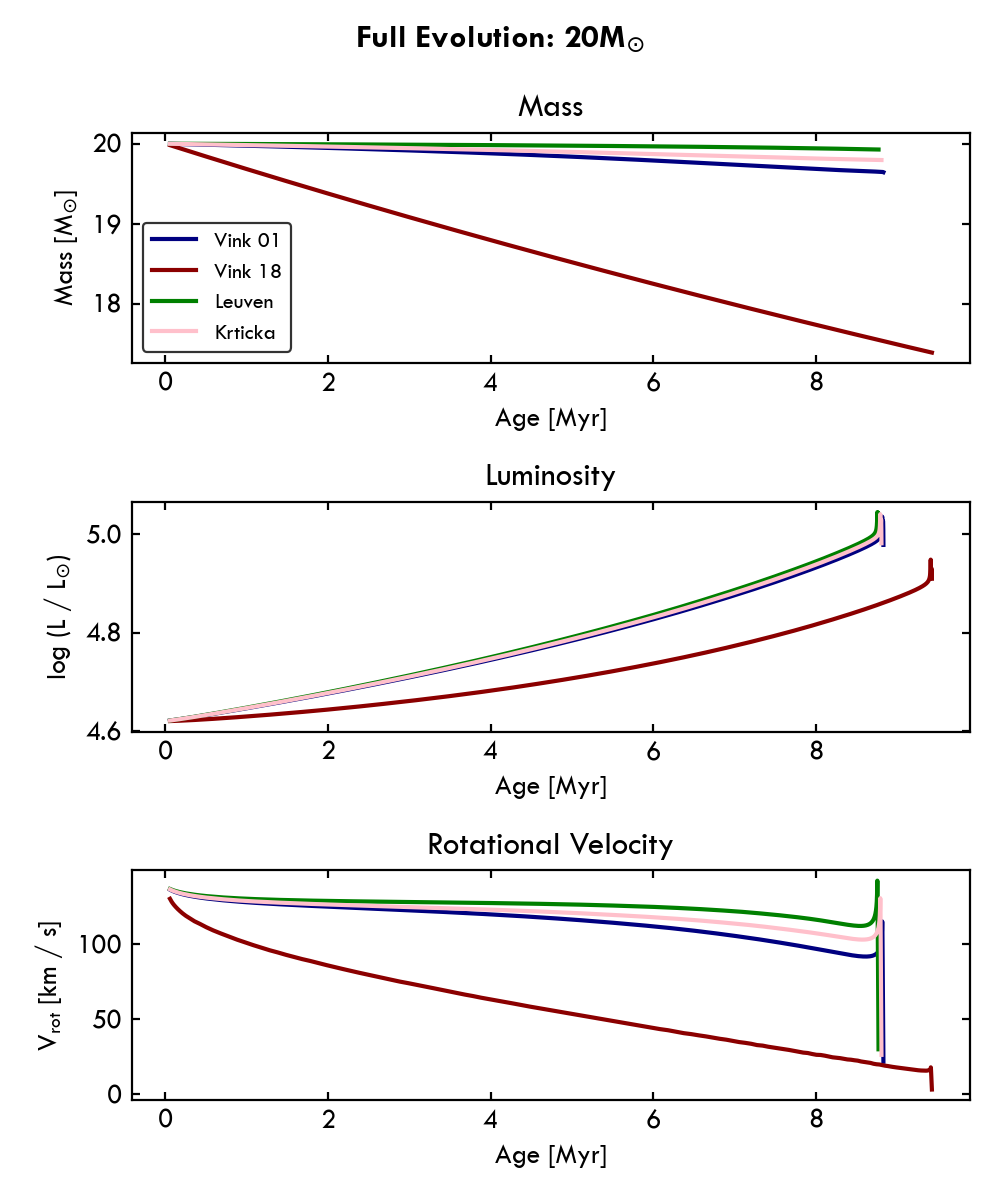 Full Evolution: 20M☉
Mass
20
19
18
Mass [M☉]
Vink 01
Vink 18
Leuven
Krticka
0 2 4 6 8
Age [Myr]
Luminosity
5.0
4.8
4.6
log (L / L☉)
0 2 4 6 8
Age [Myr]
Rotational Velocity
100
50
0
Vrot [km / s]
0 2 4 6 8
Age [Myr]